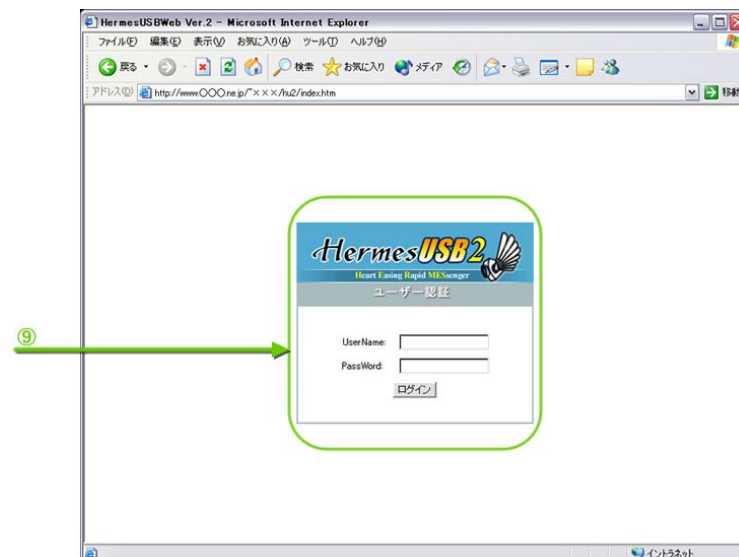 HermesUSBWeb Ver.2 - Microsoft Internet Explorer
ファイル(F) 編集(E) 表示(V) お気に入り(A) ツール(T) ヘルプ(H)
戻る 検索 お気に入り メディア
アドレス(D) http://www.〇〇〇.ne.jp/~×××/hu2/index.htm 移動
HermesUSB2
Heart Easing Rapid MESsenger
ユーザー認証
⑨
UserName:
PassWord:
ログイン
イントラネット